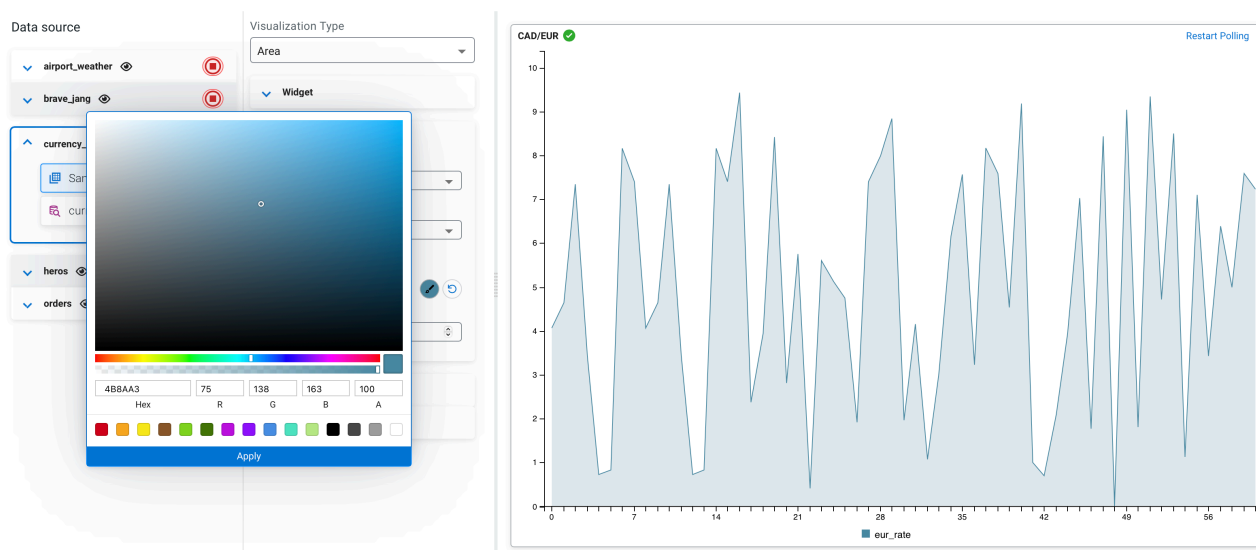 Data source
airport_weather
brave_jang
currency_
San
cur
heros
orders
Visualization Type
Area
Widget
4B8AA3 75 138 163 100
Hex R G B A
Apply
CAD/EUR
Restart Polling
10
9
8
7
6
5
4
3
2
1
0
0 7 14 21 28 35 42 49 56
eur_rate